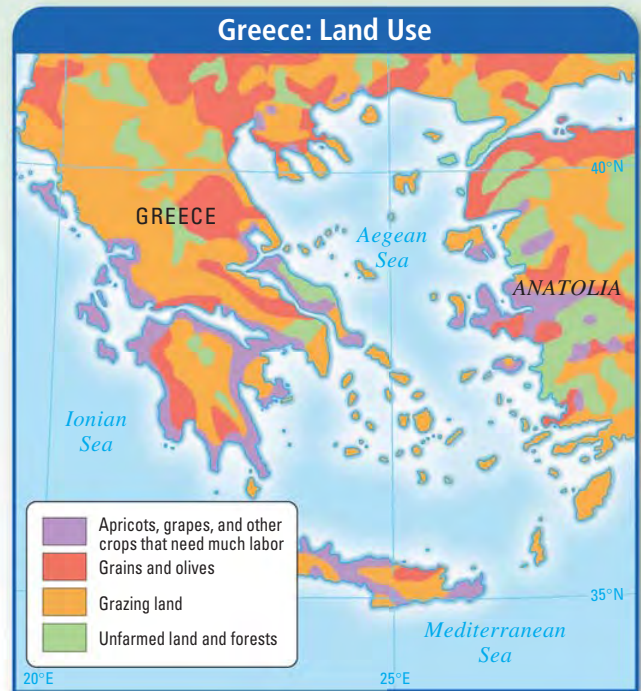 Greece: Land Use
40°N
GREECE
Aegean
Sea
ANATOLIA
Ionian
Sea
Apricots, grapes, and other
crops that need much labor
Grains and olives
Grazing land
Unfarmed land and forests
35°N
Mediterranean
Sea
20°E
25°E